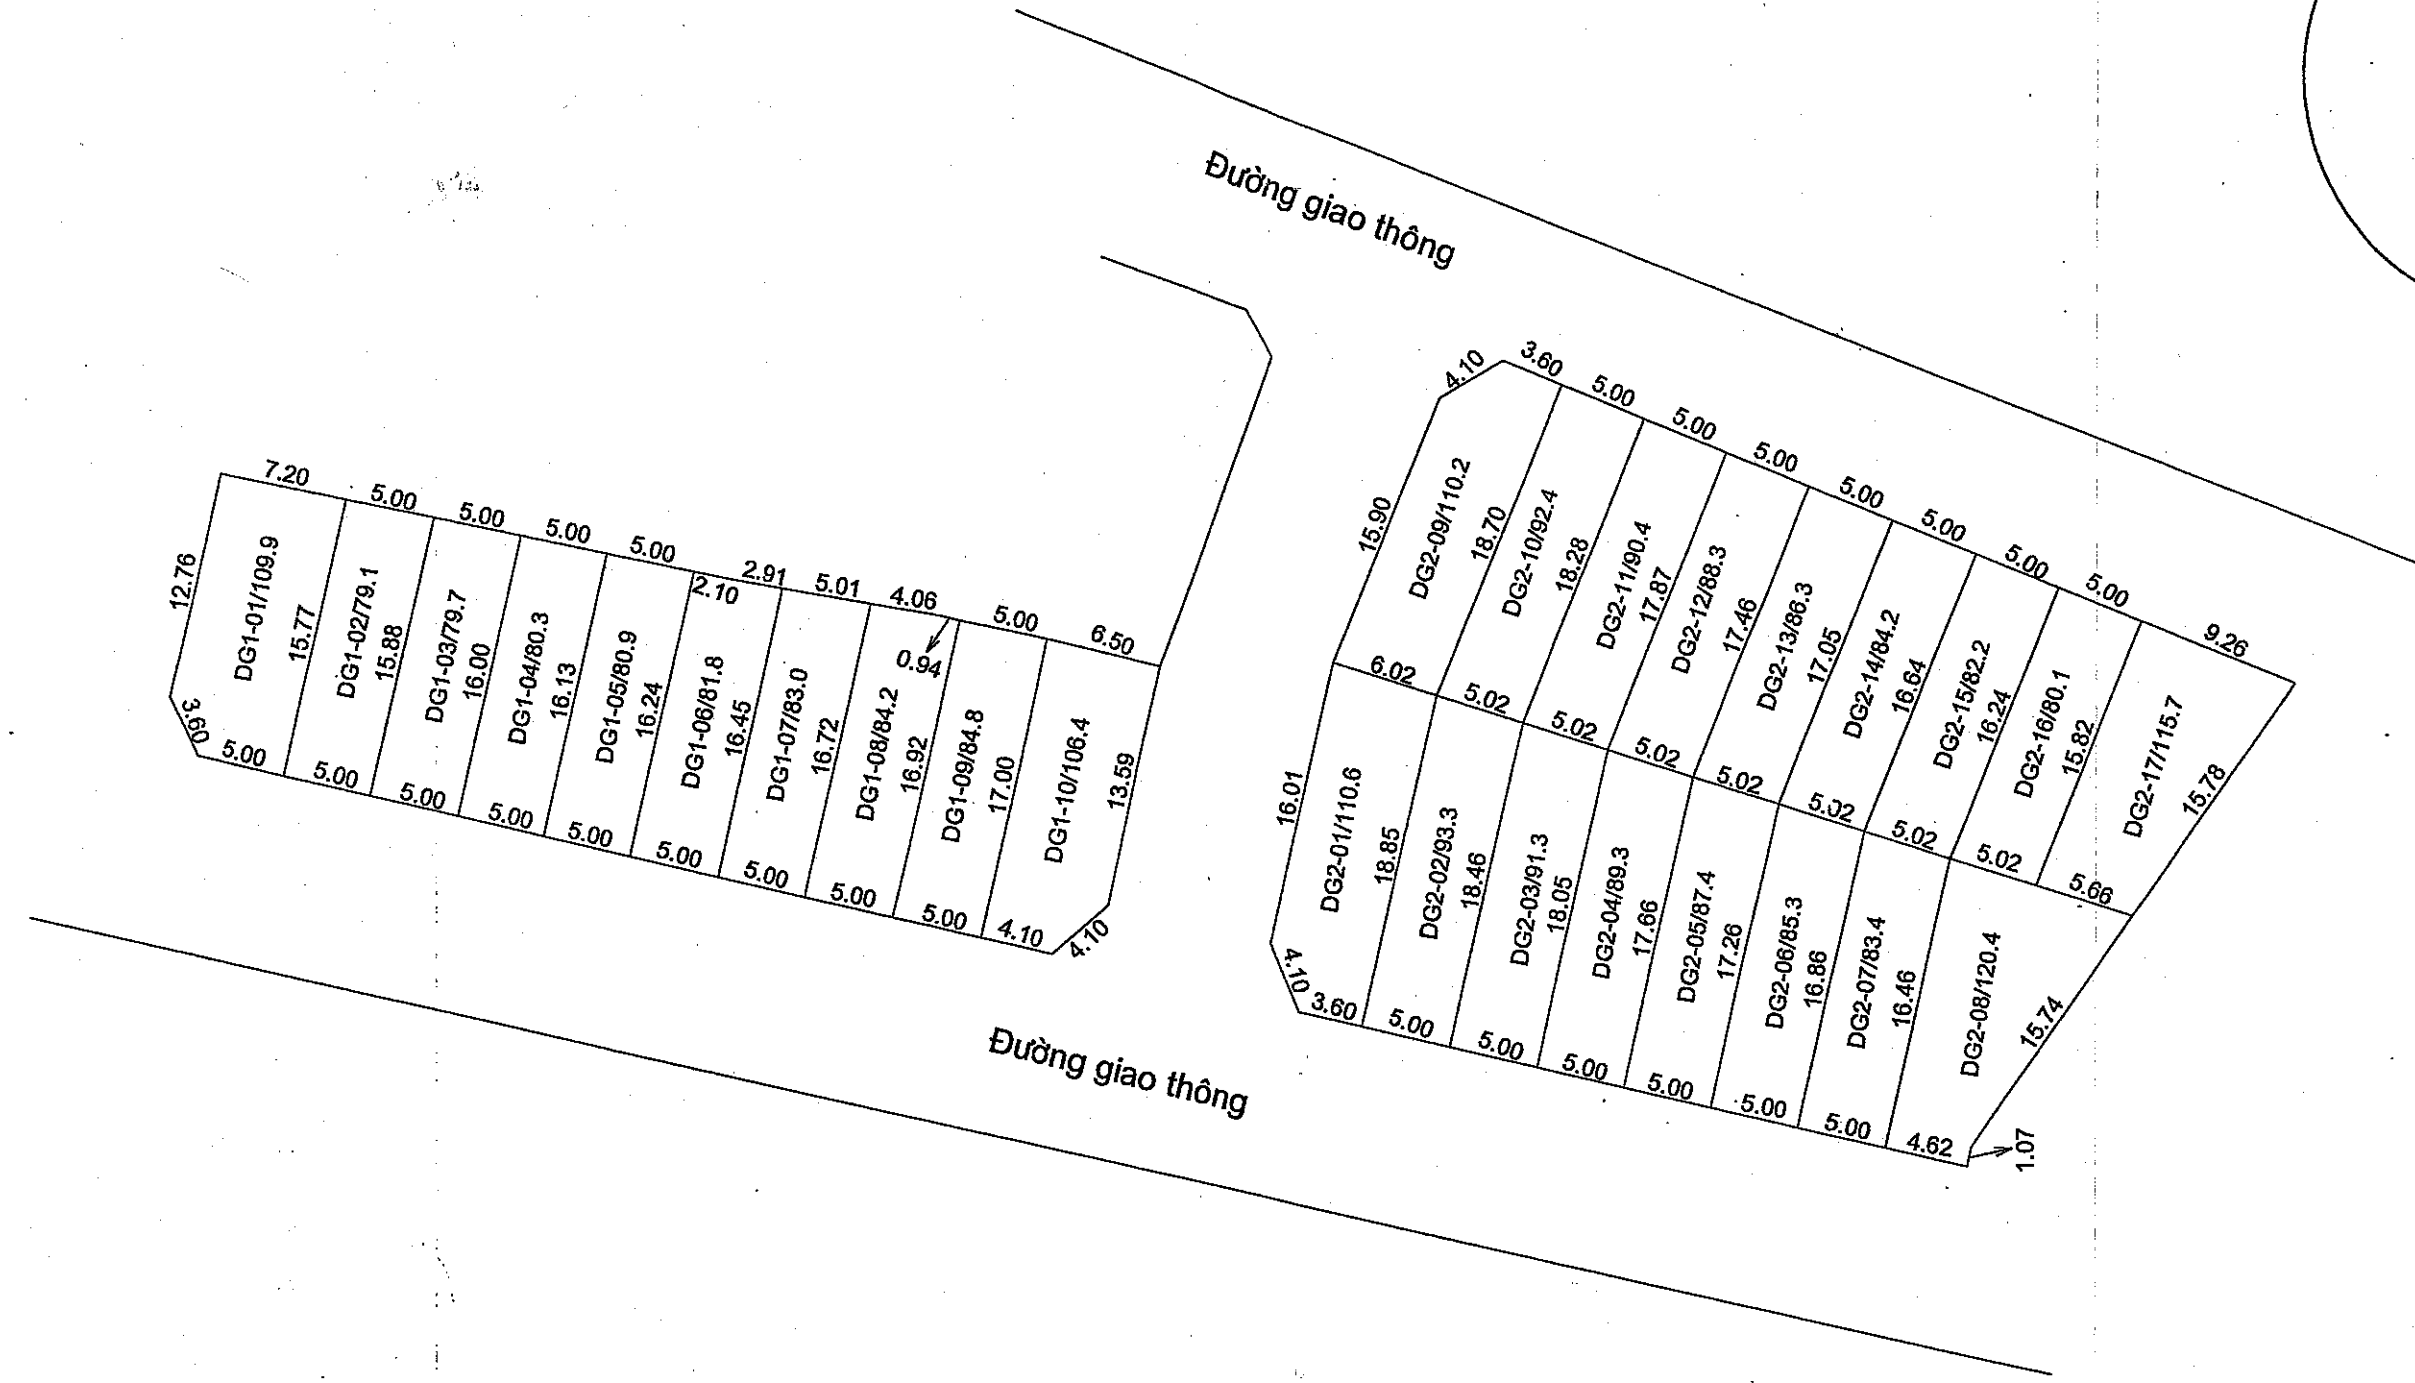 Đường giao thông
7.20
5.00
5.00
5.00
5.00
2.91
2.10
5.01
4.06
0.94
5.00
6.50
12.76
DG1-01/109.9
15.77
DG1-02/79.1
15.88
DG1-03/79.7
16.00
DG1-04/80.3
16.13
DG1-05/80.9
16.24
DG1-06/81.8
16.45
DG1-07/83.0
16.72
DG1-08/84.2
16.92
DG1-09/84.8
17.00
DG1-10/106.4
13.59
3.60
5.00
5.00
5.00
5.00
5.00
5.00
5.00
5.00
5.00
4.10
4.10
4.10
3.60
5.00
5.00
5.00
5.00
5.00
5.00
5.00
9.26
15.90
DG2-09/110.2
18.70
DG2-10/92.4
18.28
DG2-11/90.4
17.87
DG2-12/88.3
17.46
DG2-13/86.3
17.05
DG2-14/84.2
16.64
DG2-15/82.2
16.24
DG2-16/80.1
15.82
DG2-17/115.7
15.78
6.02
5.02
5.02
5.02
5.02
5.02
5.02
5.02
5.66
16.01
DG2-01/110.6
18.85
DG2-02/93.3
18.46
DG2-03/91.3
18.05
DG2-04/89.3
17.66
DG2-05/87.4
17.26
DG2-06/85.3
16.86
DG2-07/83.4
16.46
DG2-08/120.4
15.74
4.10
3.60
5.00
5.00
5.00
5.00
5.00
5.00
4.62
1.07
Đường giao thông